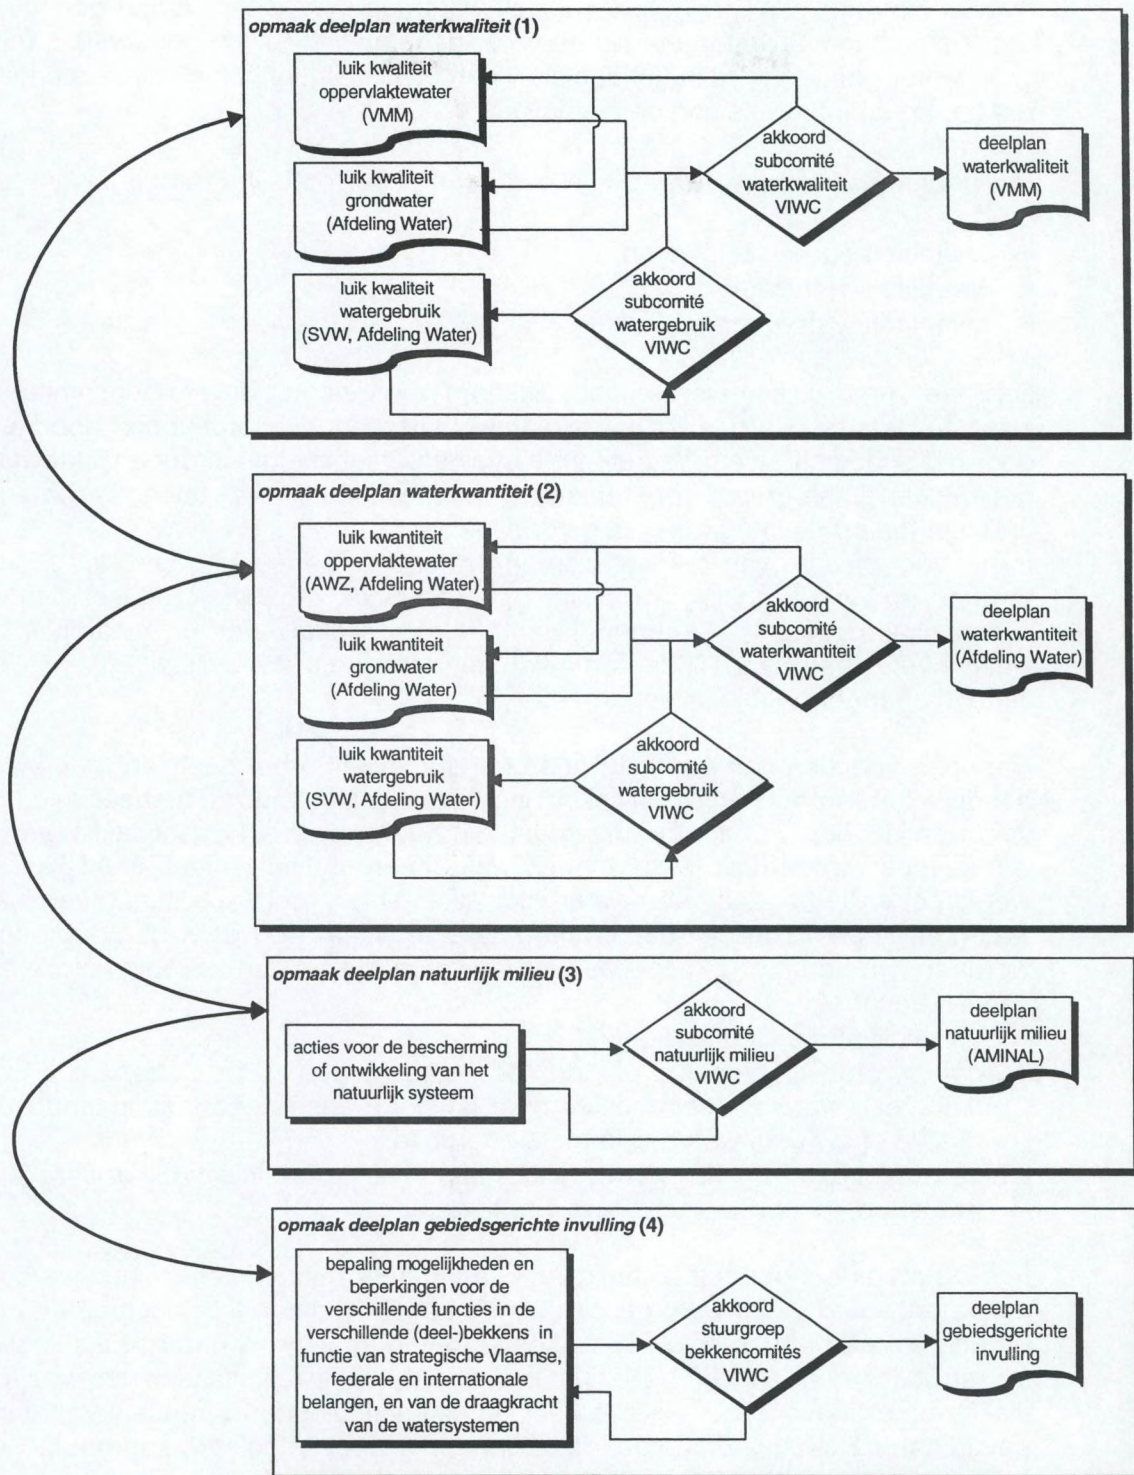 opmaak deelplan waterkwaliteit (1)
luik kwaliteit
oppervlaktewater
(VMM)
luik kwaliteit
grondwater
(Afdeling Water)
luik kwaliteit
watergebruik
(SVW, Afdeling Water)
akkoord
subcomité
waterkwaliteit
VIWC
akkoord
subcomité
watergebruik
VIWC
deelplan
waterkwaliteit
(VMM)
opmaak deelplan waterkwantiteit (2)
luik kwantiteit
oppervlaktewater
(AWZ, Afdeling Water)
luik kwantiteit
grondwater
(Afdeling Water)
luik kwantiteit
watergebruik
(SVW, Afdeling Water)
akkoord
subcomité
waterkwantiteit
VIWC
akkoord
subcomité
watergebruik
VIWC
deelplan
waterkwantiteit
(Afdeling Water)
opmaak deelplan natuurlijk milieu (3)
acties voor de bescherming
of ontwikkeling van het
natuurlijk systeem
akkoord
subcomité
natuurlijk milieu
VIWC
deelplan
natuurlijk milieu
(AMINAL)
opmaak deelplan gebiedsgerichte invulling (4)
bepaling mogelijkheden en
beperkingen voor de
verschillende functies in de
verschillende (deel-)bekkens in
functie van strategische Vlaamse,
federale en internationale
belangen, en van de draagkracht
van de watersystemen
akkoord
stuurgroep
bekkencomités
VIWC
deelplan
gebiedsgerichte
invulling